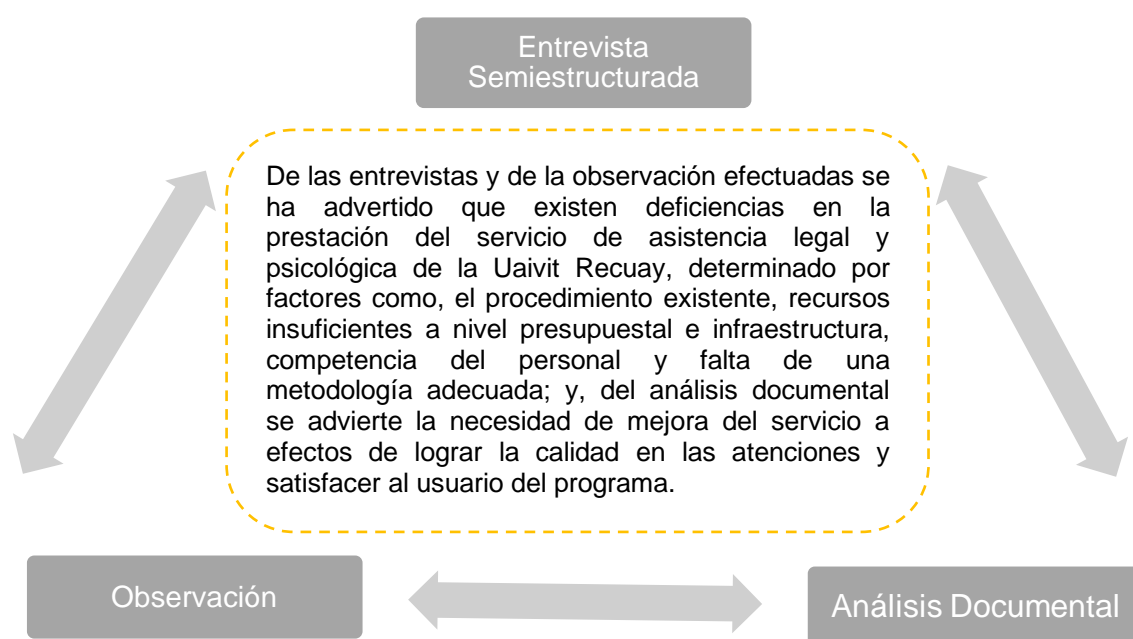 Entrevista
Semiestructurada
De las entrevistas y de la observación efectuadas se
ha advertido que existen deficiencias en la
prestación del servicio de asistencia legal y
psicológica de la Uaivit Recuay, determinado por
factores como, el procedimiento existente, recursos
insuficientes a nivel presupuestal e infraestructura,
competencia del personal y falta de una
metodología adecuada; y, del análisis documental
se advierte la necesidad de mejora del servicio a
efectos de lograr la calidad en las atenciones y
satisfacer al usuario del programa.
Observación
Análisis Documental